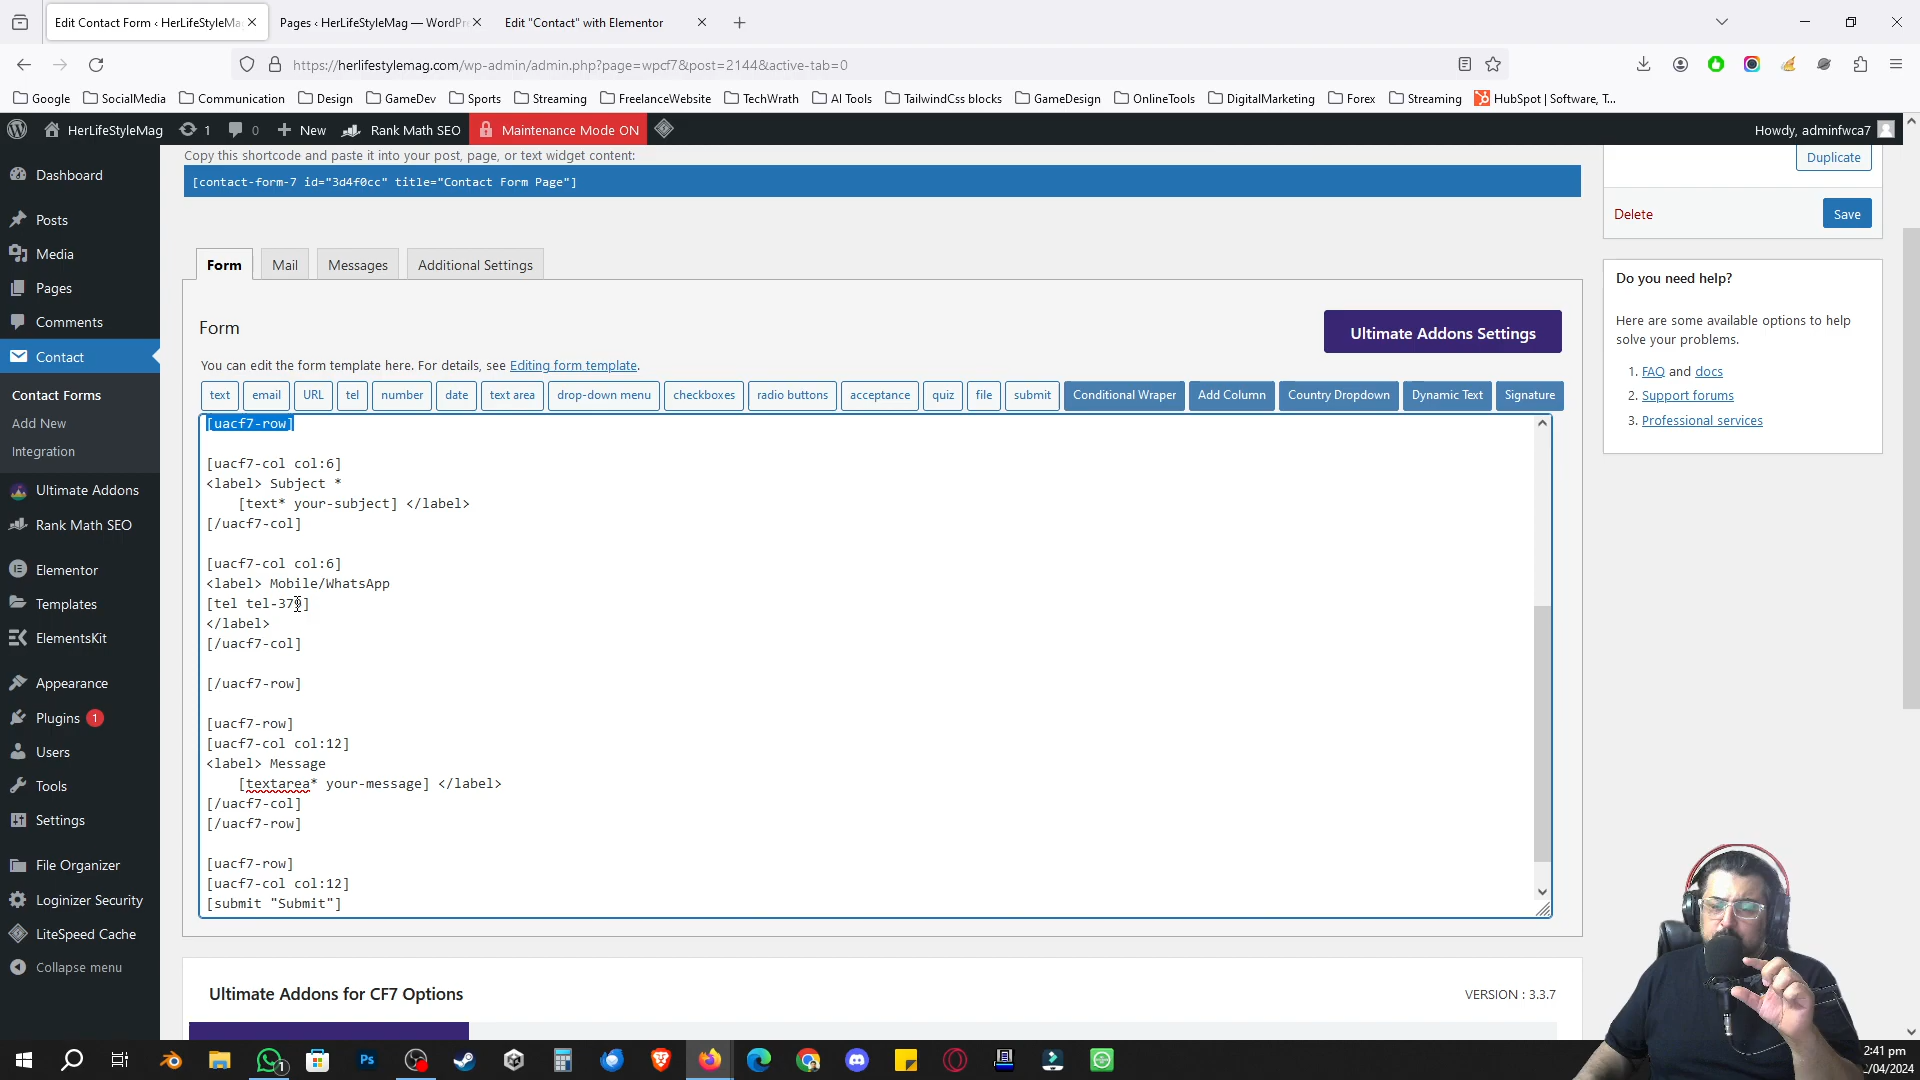 Edit Contact Form ‹ HerLifeStyleMa
Pages ‹ HerLifeStyleMag — WordPr
Edit "Contact" with Elementor
https://herlifestylemag.com/wp-admin/admin.php?page=wpcf7&post=2144&active-tab=0
Google
SocialMedia
Communication
Design
GameDev
Sports
Streaming
FreelanceWebsite
TechWrath
AI Tools
TailwindCss blocks
GameDesign
OnlineTools
DigitalMarketing
Forex
Streaming
HubSpot | Software, T...
HerLifeStyleMag
1
0
New
Rank Math SEO
Maintenance Mode ON
Howdy, adminfwca7
Dashboard
Posts
Media
Pages
Comments
Contact
Contact Forms
Add New
Integration
Ultimate Addons
Rank Math SEO
Elementor
Templates
ElementsKit
Appearance
Plugins 1
Users
Tools
Settings
File Organizer
Loginizer Security
LiteSpeed Cache
Collapse menu
Copy this shortcode and paste it into your post, page, or text widget content:
[contact-form-7 id="3d4f0cc" title="Contact Form Page"]
Form
Mail
Messages
Additional Settings
Form
Ultimate Addons Settings
You can edit the form template here. For details, see Editing form template.
text
email
URL
tel
number
date
text area
drop-down menu
checkboxes
radio buttons
acceptance
quiz
file
submit
Conditional Wraper
Add Column
Country Dropdown
Dynamic Text
Signature
[uacf7-row]
[uacf7-col col:6]
<label> Subject *
[text* your-subject] </label>
[/uacf7-col]
[uacf7-col col:6]
<label> Mobile/WhatsApp
</label>
[/uacf7-col]
[/uacf7-row]
[uacf7-row]
[uacf7-col col:12]
<label> Message
[textarea* your-message] </label>
[/uacf7-col]
[/uacf7-row]
[uacf7-row]
[uacf7-col col:12]
[submit "Submit"]
Ultimate Addons for CF7 Options
VERSION : 3.3.7
Duplicate
Delete
Save
Do you need help?
Here are some available options to help
solve your problems.
1. FAQ and docs
2. Support forums
3. Professional services
2:41 pm
/04/2024